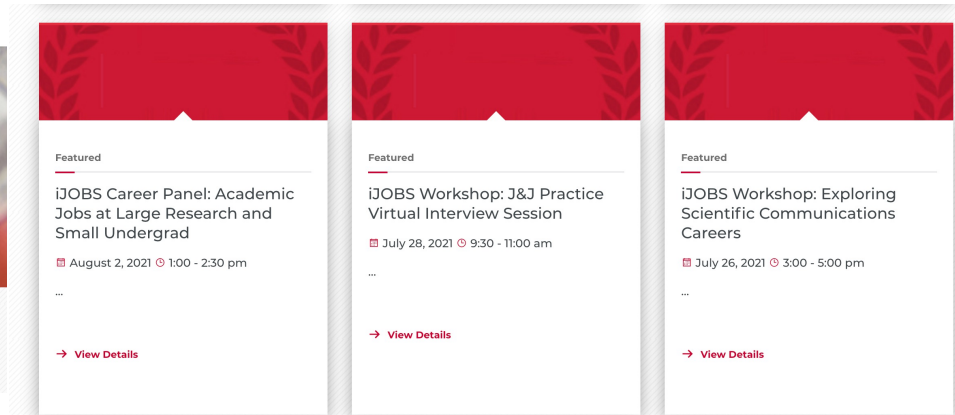 Featured
iJOBS Career Panel: Academic
Jobs at Large Research and
Small Undergrad
August 2, 2021 1:00 - 2:30 pm
...
View Details
Featured
iJOBS Workshop: J&J Practice
Virtual Interview Session
July 28, 2021 9:30 - 11:00 am
...
View Details
Featured
iJOBS Workshop: Exploring
Scientific Communications
Careers
July 26, 2021 3:00 - 5:00 pm
...
View Details